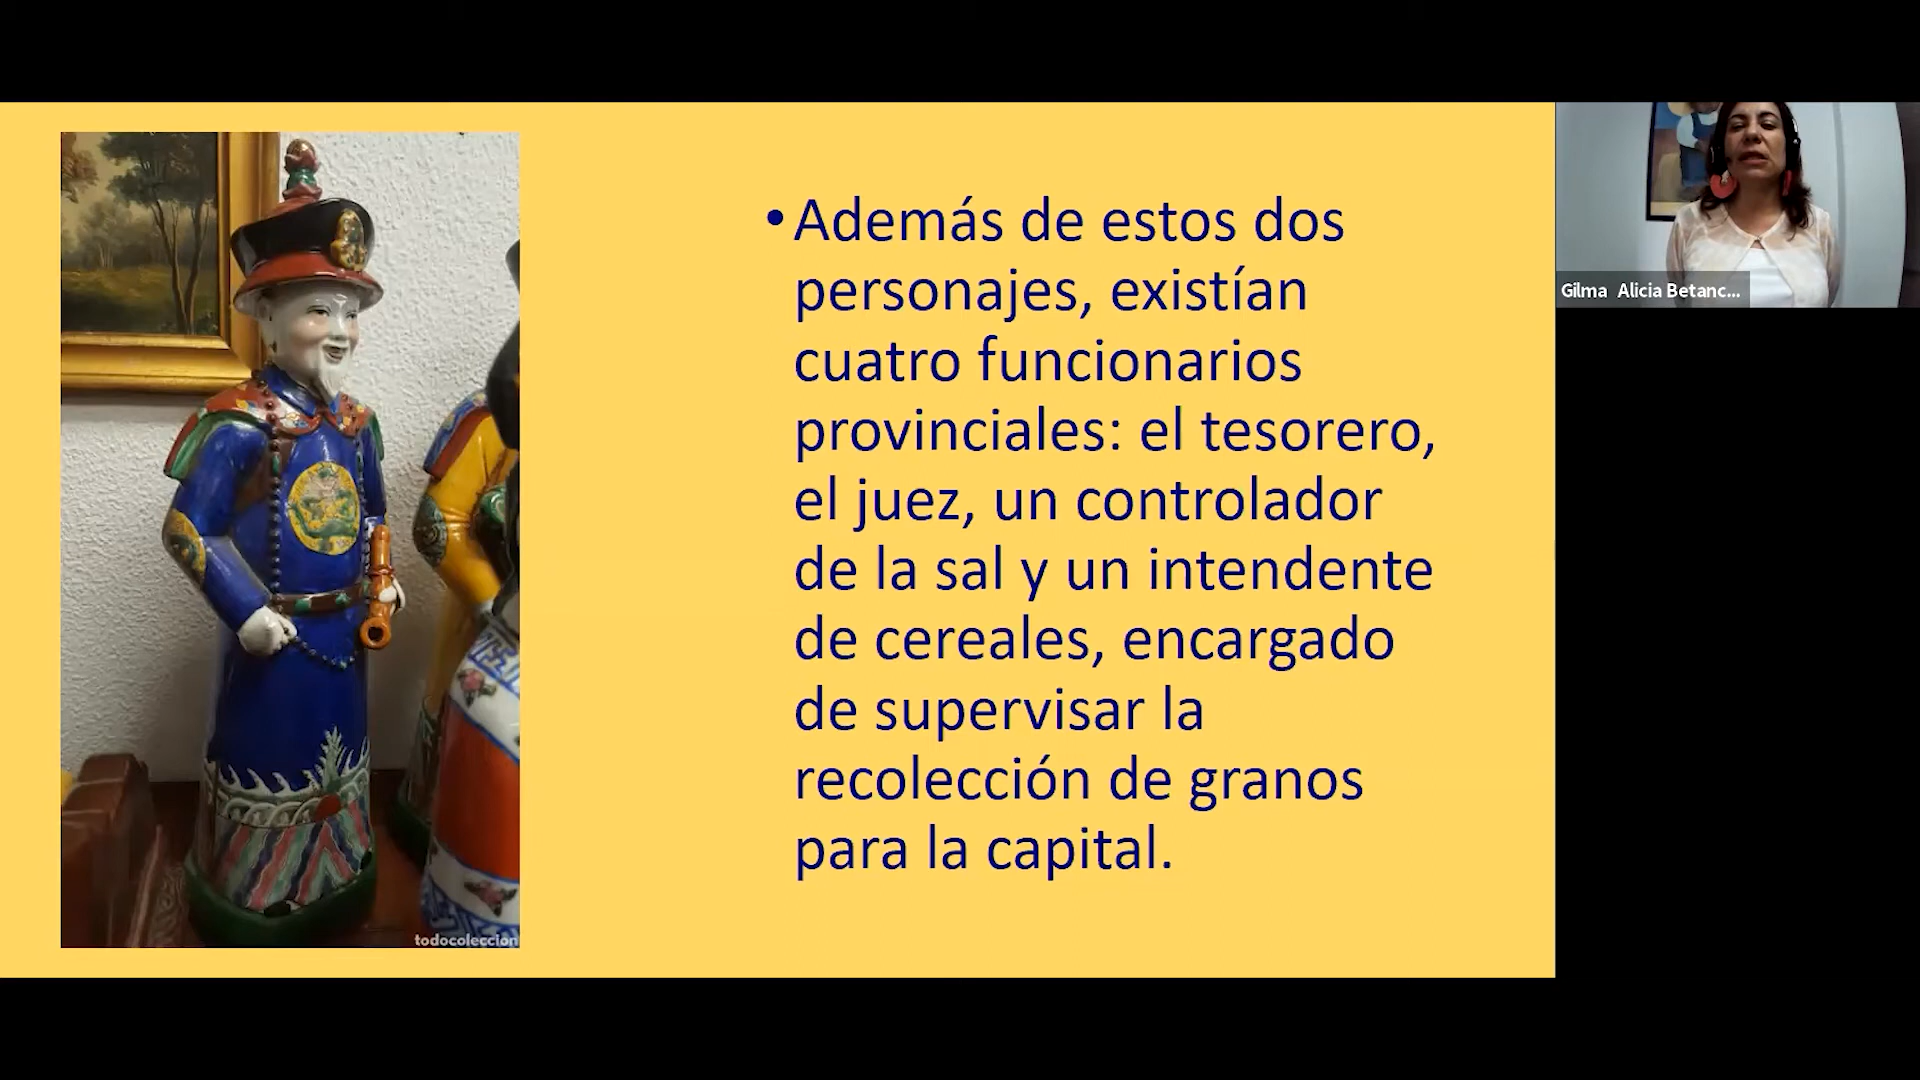 • Además de estos dos
personajes, existían
cuatro funcionarios
provinciales: el tesorero,
el juez, un controlador
de la sal y un intendente
de cereales, encargado
de supervisar la
recolección de granos
para la capital.
todocoleccion
Gilma Alicia Betanc...